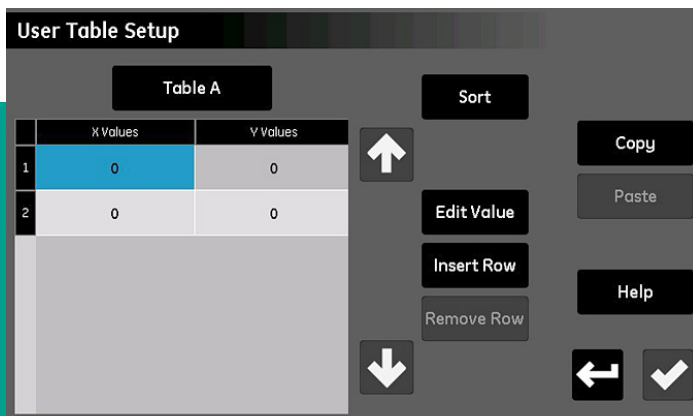 User Table Setup
Table A
Sort
X Values Y Values
Copy
1 0 0
Paste
2 0 0
Edit Value
Insert Row
Help
Remove Row